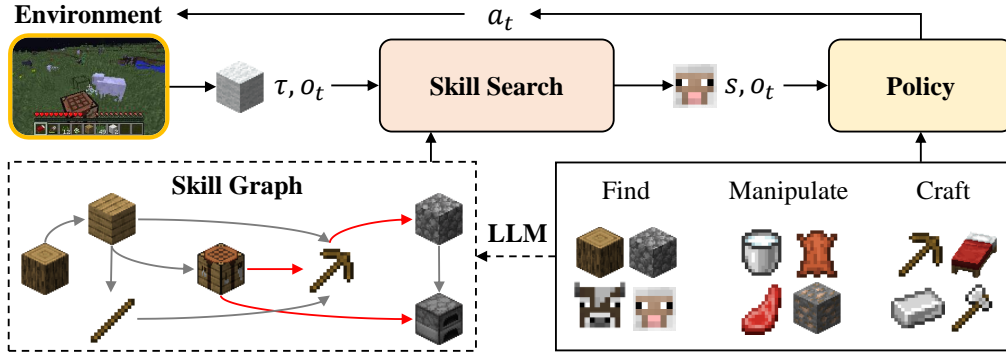 Environment
a_t
τ, o_t
Skill Search
s, o_t
Policy
Skill Graph
LLM
Find
Manipulate
Craft